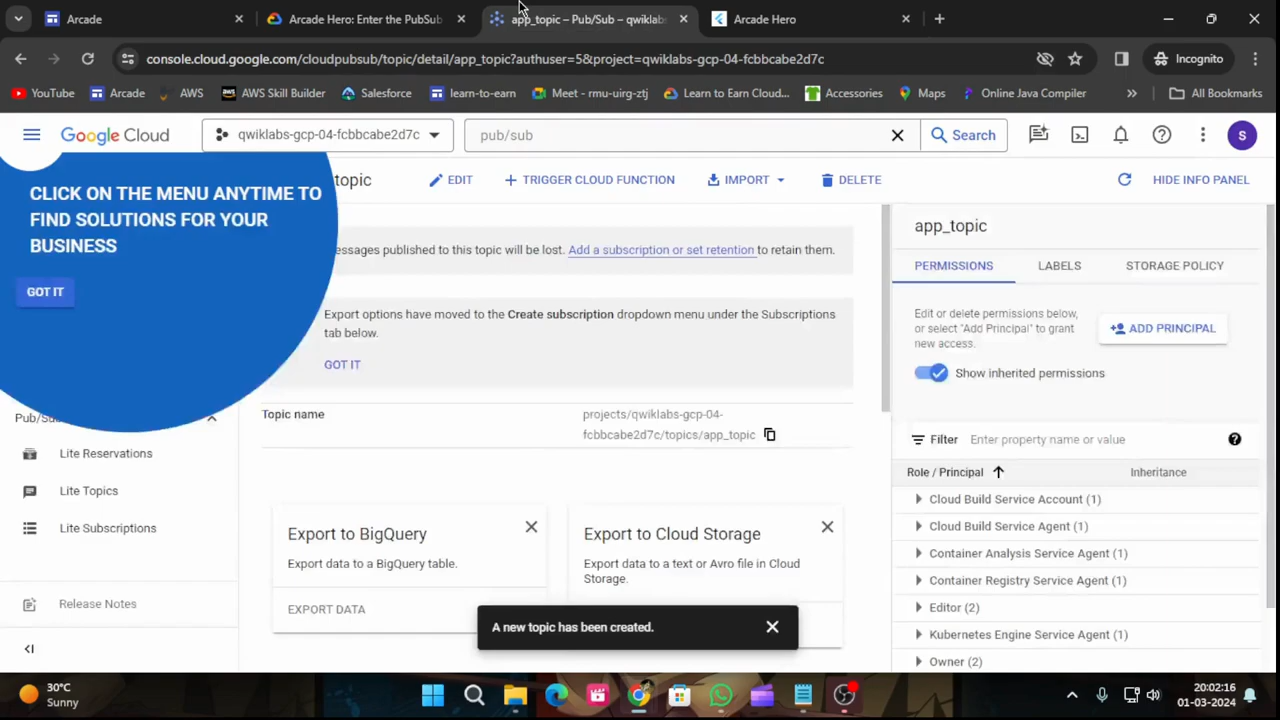 Arcade
Arcade Hero: Enter the PubSub
app_topic – Pub/Sub – qwiklabs
Arcade Hero
console.cloud.google.com/cloudpubsub/topic/detail/app_topic?authuser=5&project=qwiklabs-gcp-04-fcbbcabe2d7c
Incognito
YouTube
Arcade
AWS
AWS Skill Builder
Salesforce
learn-to-earn
Meet - rmu-uirg-ztj
Learn to Earn Cloud...
Accessories
Maps
Online Java Compiler
All Bookmarks
Google Cloud
qwiklabs-gcp-04-fcbbcabe2d7c
pub/sub
Search
S
CLICK ON THE MENU ANYTIME TO
FIND SOLUTIONS FOR YOUR
BUSINESS
GOT IT
topic
EDIT
TRIGGER CLOUD FUNCTION
IMPORT
DELETE
HIDE INFO PANEL
essages published to this topic will be lost. Add a subscription or set retention to retain them.
Export options have moved to the Create subscription dropdown menu under the Subscriptions
tab below.
GOT IT
Topic name
projects/qwiklabs-gcp-04-
fcbbcabe2d7c/topics/app_topic
Pub/Su
Lite Reservations
Lite Topics
Lite Subscriptions
Release Notes
Export to BigQuery
Export data to a BigQuery table.
EXPORT DATA
Export to Cloud Storage
Export data to a text or Avro file in Cloud
Storage.
A new topic has been created.
app_topic
PERMISSIONS
LABELS
STORAGE POLICY
Edit or delete permissions below,
or select "Add Principal" to grant
new access.
ADD PRINCIPAL
Show inherited permissions
Filter
Enter property name or value
Role / Principal
Inheritance
Cloud Build Service Account (1)
Cloud Build Service Agent (1)
Container Analysis Service Agent (1)
Container Registry Service Agent (1)
Editor (2)
Kubernetes Engine Service Agent (1)
Owner (2)
30°C
Sunny
20:02:16
01-03-2024